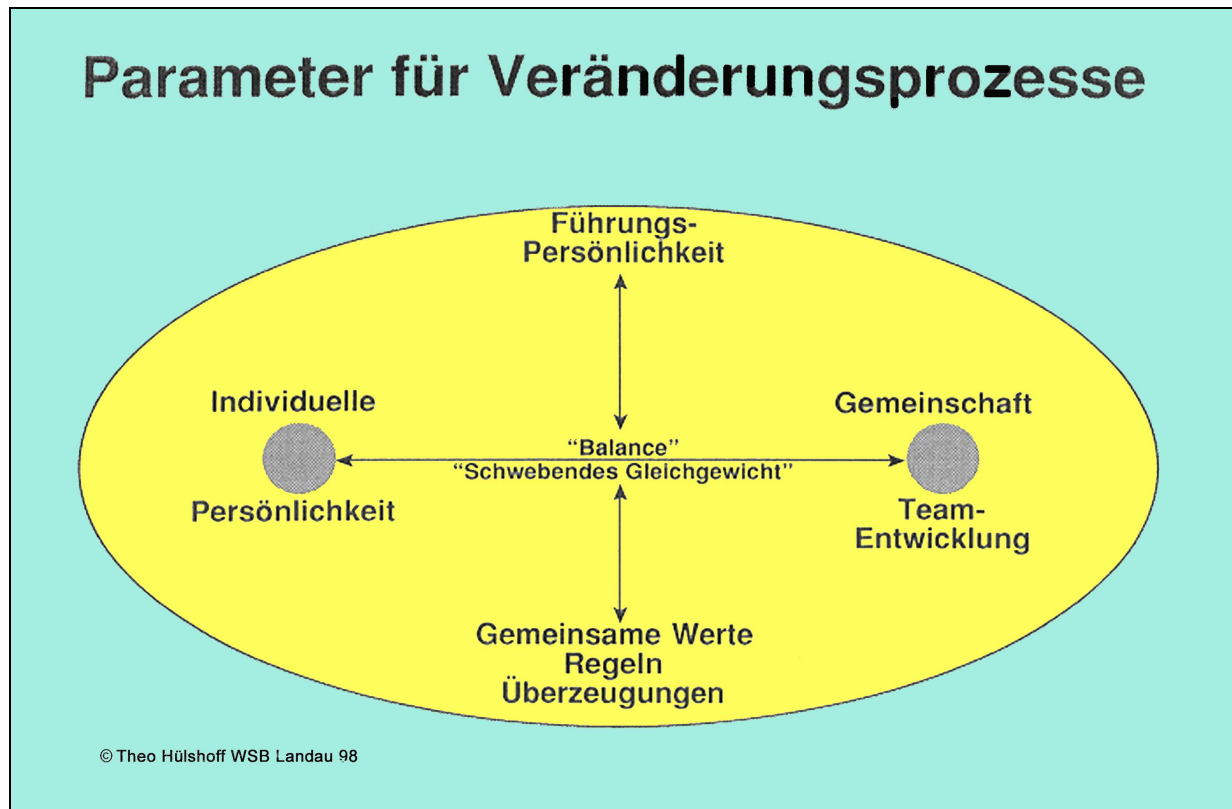 Parameter für Veränderungsprozesse
Führungs-
Persönlichkeit
Individuelle
Persönlichkeit
“Balance”
“Schwebendes Gleichgewicht”
Gemeinschaft
Team-
Entwicklung
Gemeinsame Werte
Regeln
Überzeugungen
© Theo Hülshoff WSB Landau 98